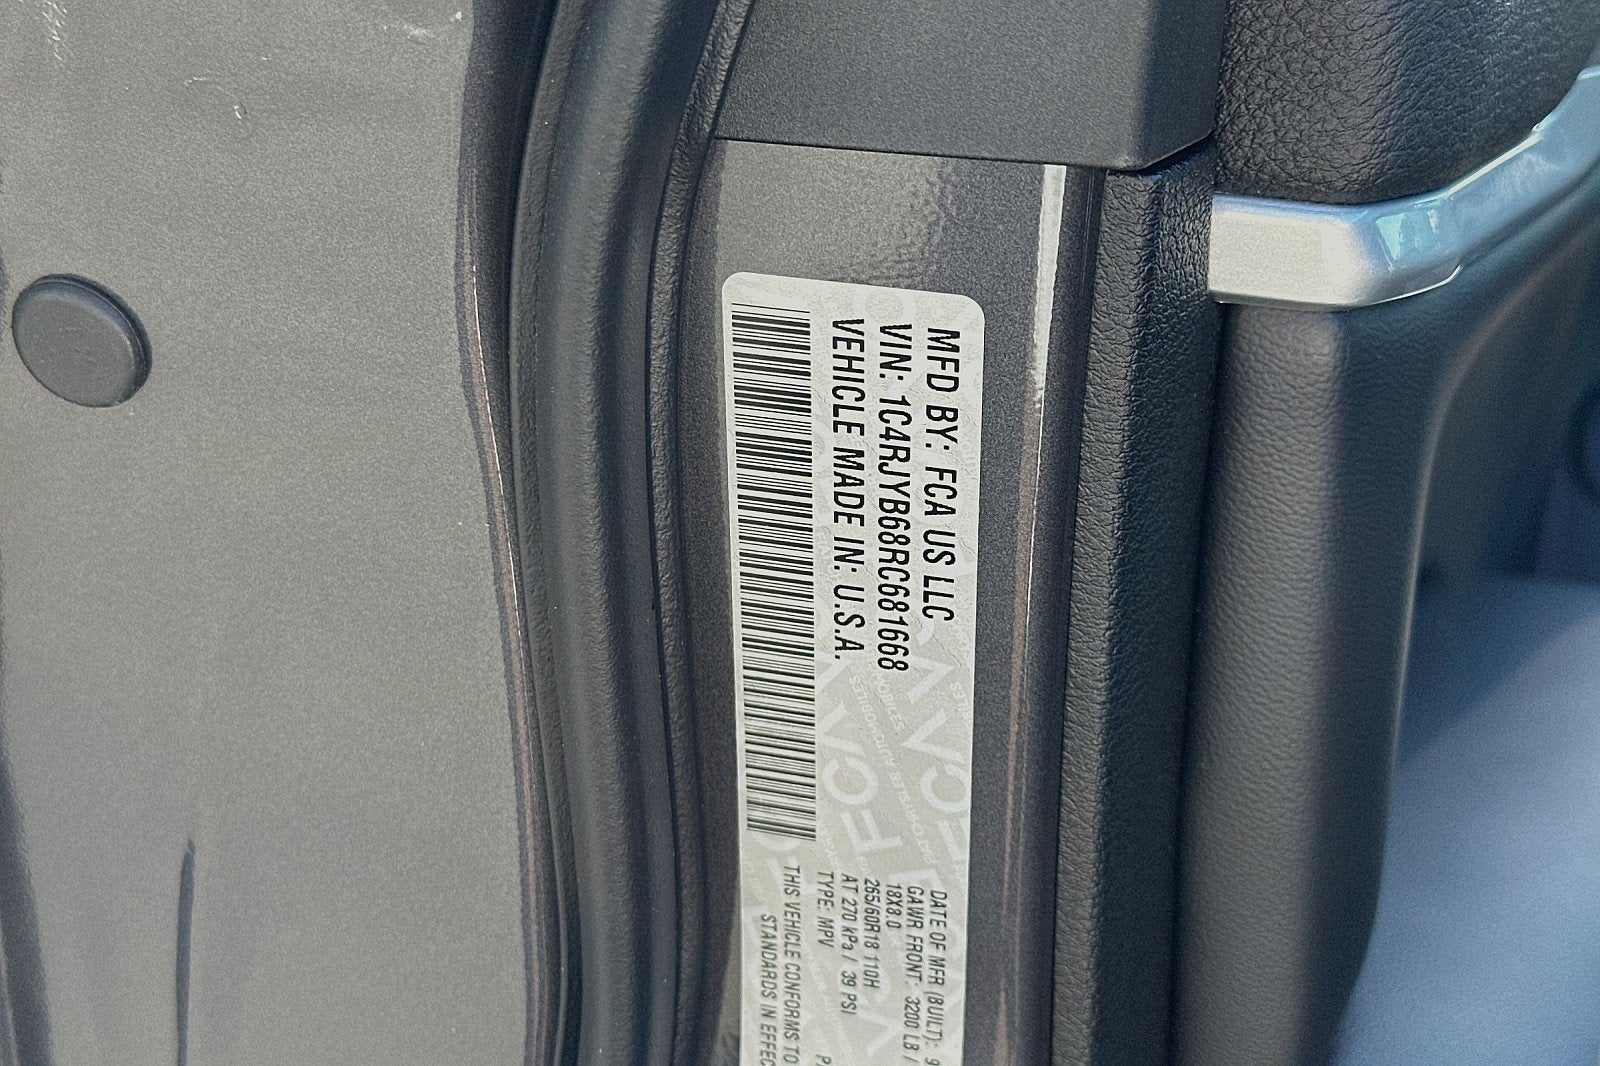 MFD BY: FCA US LLC
VIN: 1C4RJYB68RC681668
VEHICLE MADE IN: U.S.A.
DATE OF MFR (BUILT): 9
GAWR FRONT: 3200 LB /
18X8.0
265/60R18 110H
AT 270 kPa / 39 PSI
TYPE: MPV
THIS VEHICLE CONFORMS TO
STANDARDS IN EFFEC